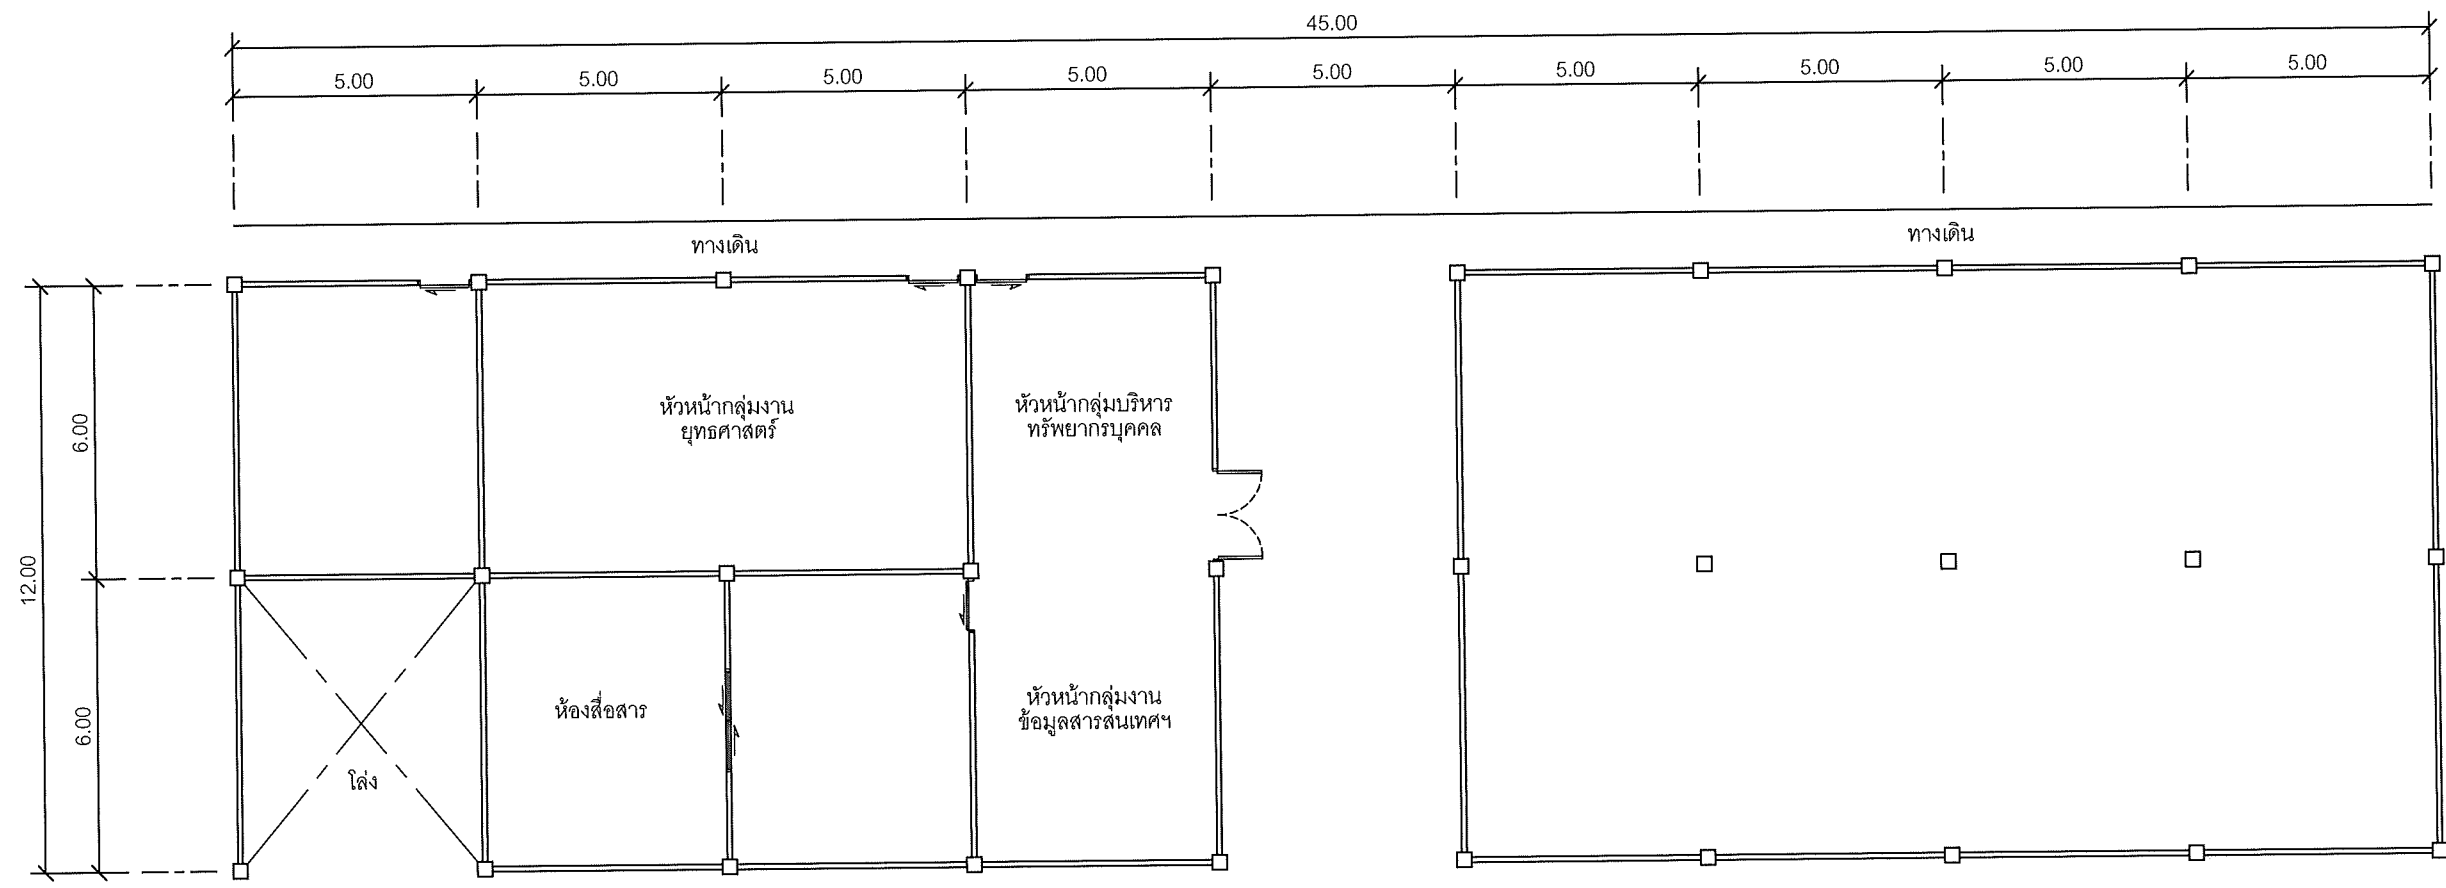 45.00
5.00 5.00 5.00 5.00 5.00 5.00 5.00 5.00 5.00
ทางเดิน ทางเดิน
หัวหน้ากลุ่มงาน
ยุทธศาสตร์
หัวหน้ากลุ่มบริหาร
ทรัพยากรบุคคล
6.00
12.00
6.00
ห้องสื่อสาร
หัวหน้ากลุ่มงาน
ข้อมูลสารสนเทศฯ
โล่ง